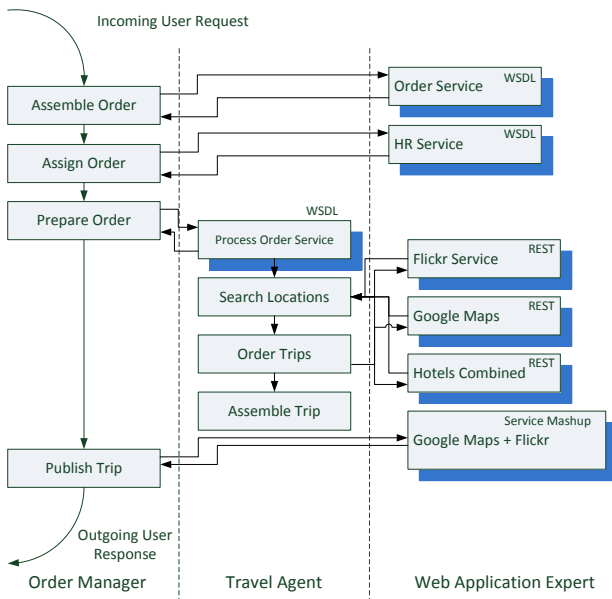 Incoming User Request
Assemble Order
WSDL
Order Service
Assign Order
WSDL
HR Service
Prepare Order
WSDL
Process Order Service
REST
Flickr Service
Search Locations
REST
Google Maps
Order Trips
REST
Hotels Combined
Assemble Trip
Service Mashup
Google Maps + Flickr
Publish Trip
Outgoing User
Response
Order Manager
Travel Agent
Web Application Expert